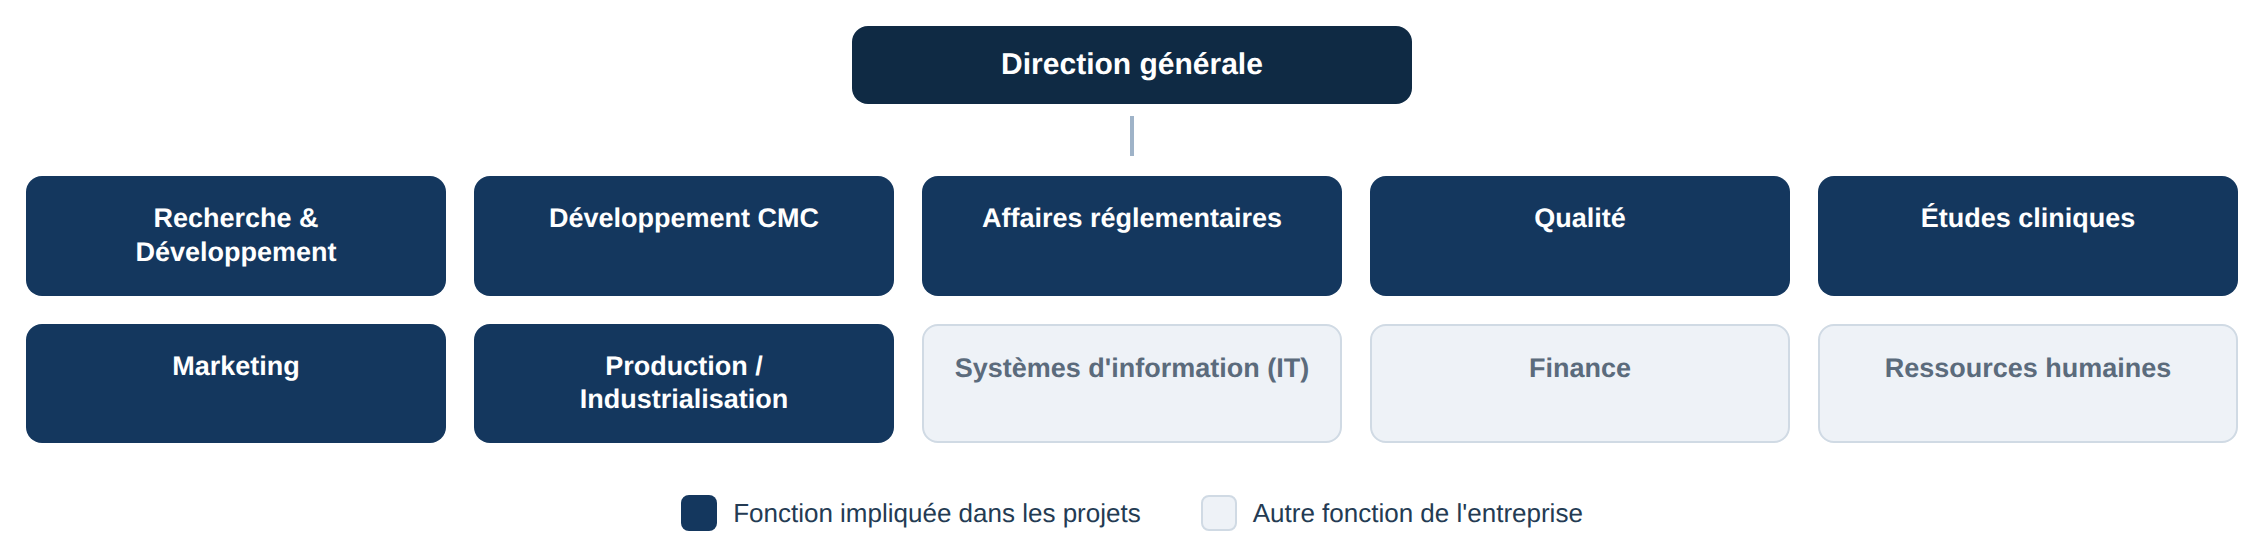 Direction générale
Recherche &
Développement
Développement CMC
Affaires réglementaires
Qualité
Études cliniques
Marketing
Production /
Industrialisation
Systèmes d'information (IT)
Finance
Ressources humaines
Fonction impliquée dans les projets
Autre fonction de l'entreprise